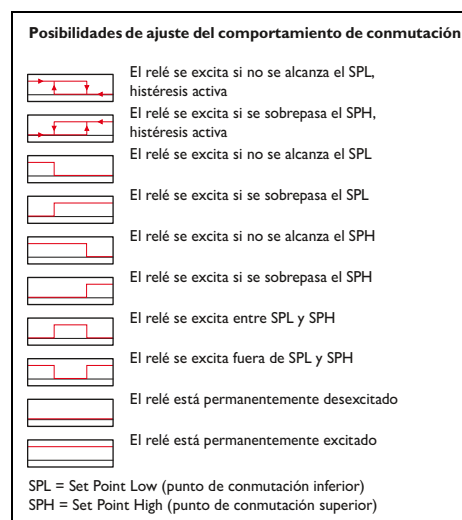 Posibilidades de ajuste del comportamiento de conmutación
El relé se excita si no se alcanza el SPL,
histéresis activa
El relé se excita si se sobrepasa el SPH,
histéresis activa
El relé se excita si no se alcanza el SPL
El relé se excita si se sobrepasa el SPL
El relé se excita si no se alcanza el SPH
El relé se excita si se sobrepasa el SPH
El relé se excita entre SPL y SPH
El relé se excita fuera de SPL y SPH
El relé está permanentemente desexcitado
El relé está permanentemente excitado
SPL = Set Point Low (punto de conmutación inferior)
SPH = Set Point High (punto de conmutación superior)